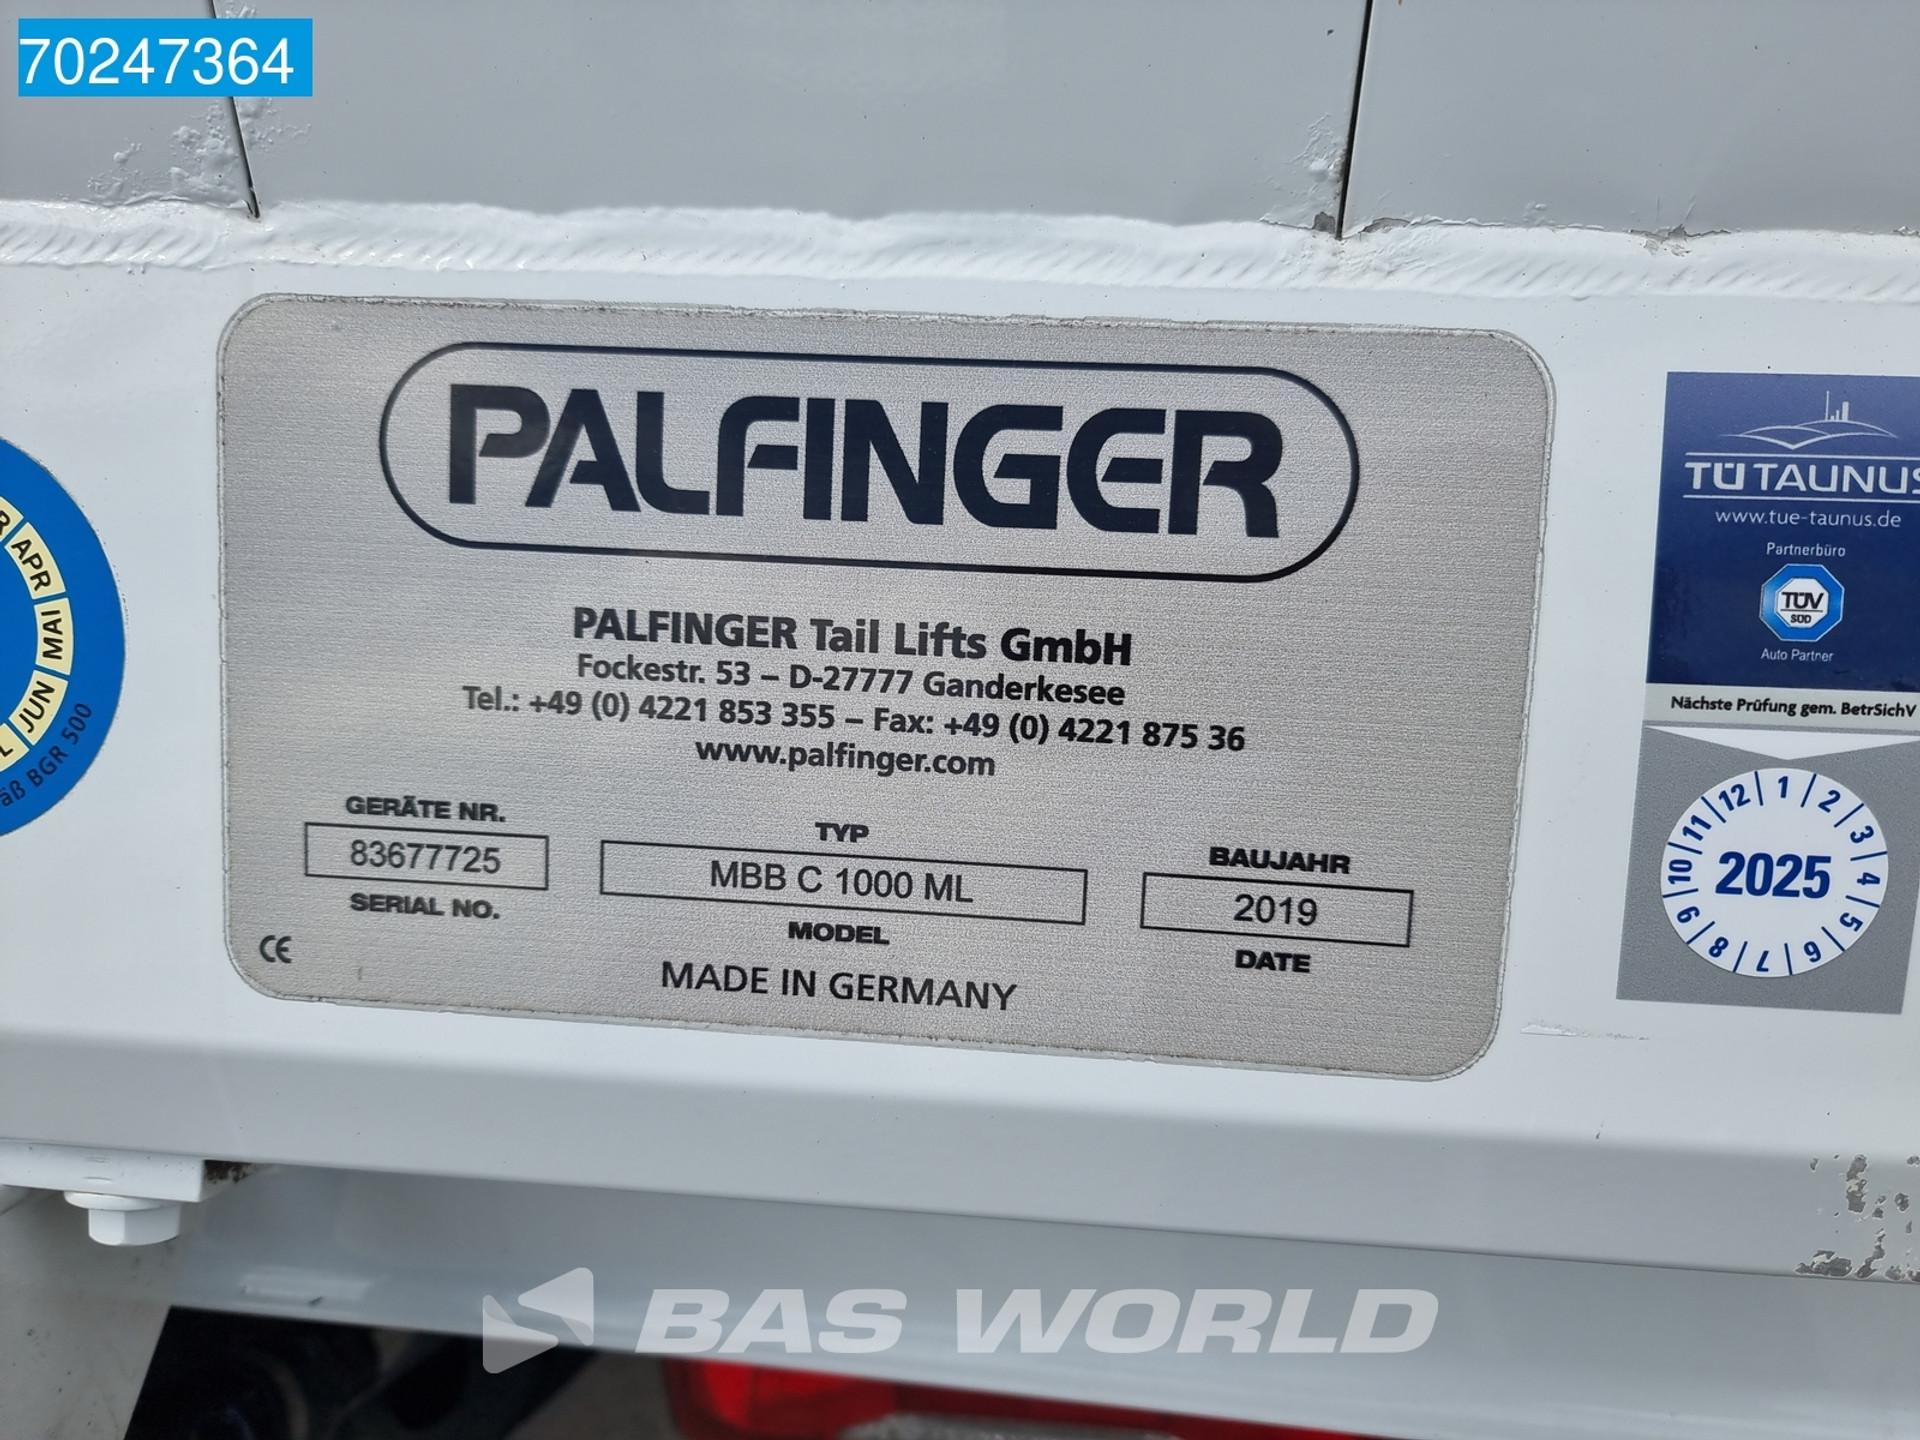 70247364
PALFINGER
PALFINGER Tail Lifts GmbH
Fockestr. 53 – D-27777 Ganderkesee
Tel.: +49 (0) 4221 853 355 – Fax: +49 (0) 4221 875 36
www.palfinger.com
GERÄTE NR.
83677725
SERIAL NO.
TYP
MBB C 1000 ML
MODEL
BAUJAHR
2019
DATE
CE
MADE IN GERMANY
APR
MAI
JUN
BGR 500
TÜ TAUNUS
www.tue-taunus.de
Partnerbüro
TÜV
SÜD
Auto Partner
Nächste Prüfung gem. BetrSichV
1 2 3 4 5 6 7 8 9 10 11 12
2025
BAS WORLD